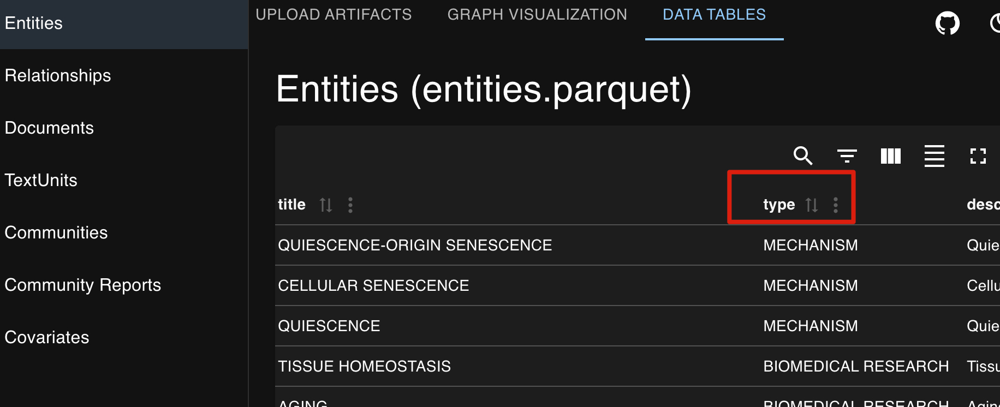 Entities
Relationships
Documents
TextUnits
Communities
Community Reports
Covariates
UPLOAD ARTIFACTS GRAPH VISUALIZATION DATA TABLES
Entities (entities.parquet)
title type desc
QUIESCENCE-ORIGIN SENESCENCE MECHANISM Quie
CELLULAR SENESCENCE MECHANISM Cellu
QUIESCENCE MECHANISM Quie
TISSUE HOMEOSTASIS BIOMEDICAL RESEARCH Tissu
AGING BIOMEDICAL RESEARCH Aging